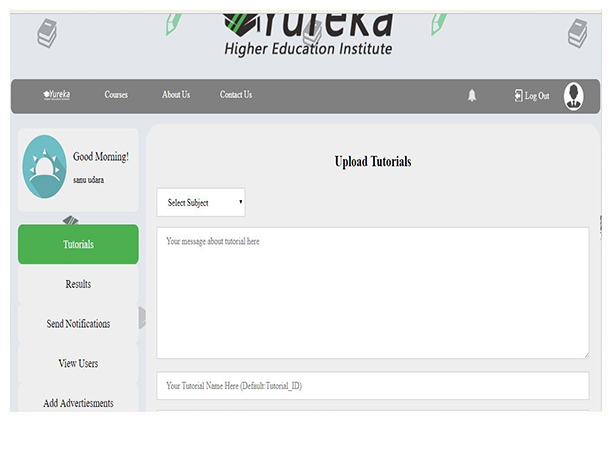 Yureka
Higher Education Institute
Yureka
Courses
About Us
Contact Us
Log Out
Good Morning!
sanu udara
Upload Tutorials
Select Subject
Your message about tutorial here
Tutorials
Results
Send Notifications
View Users
Your Tutorial Name Here (Default:Tutorial_ID)
Add Advertiesments